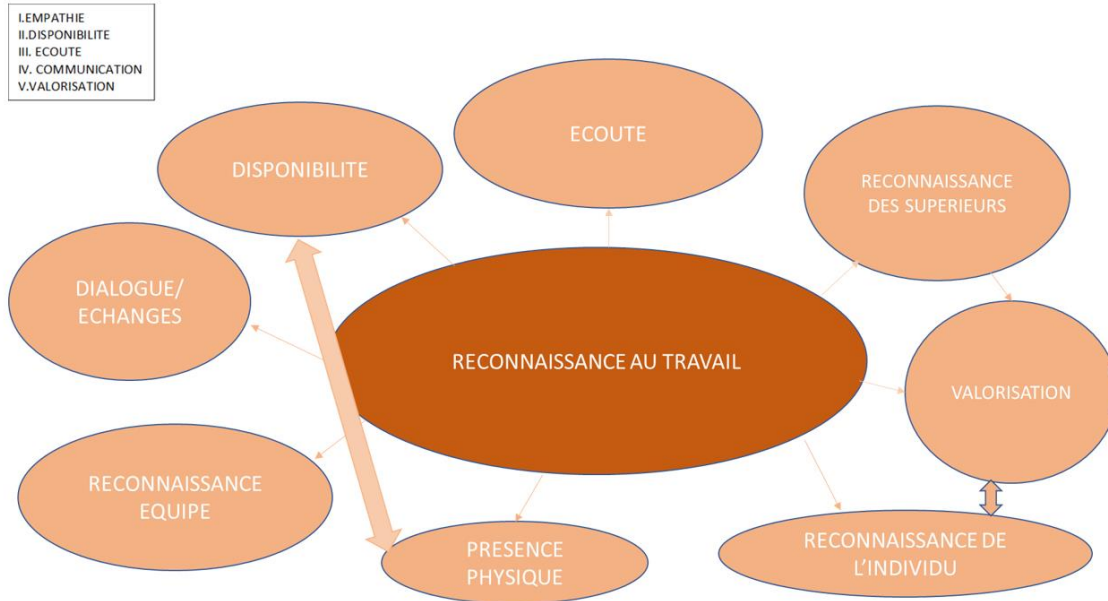 I.EMPATHIE
II.DISPONIBILITE
III. ECOUTE
IV. COMMUNICATION
V.VALORISATION
ECOUTE
DISPONIBILITE
RECONNAISSANCE
DES SUPERIEURS
DIALOGUE/
ECHANGES
RECONNAISSANCE AU TRAVAIL
VALORISATION
RECONNAISSANCE
EQUIPE
PRESENCE
PHYSIQUE
RECONNAISSANCE DE
L’INDIVIDU